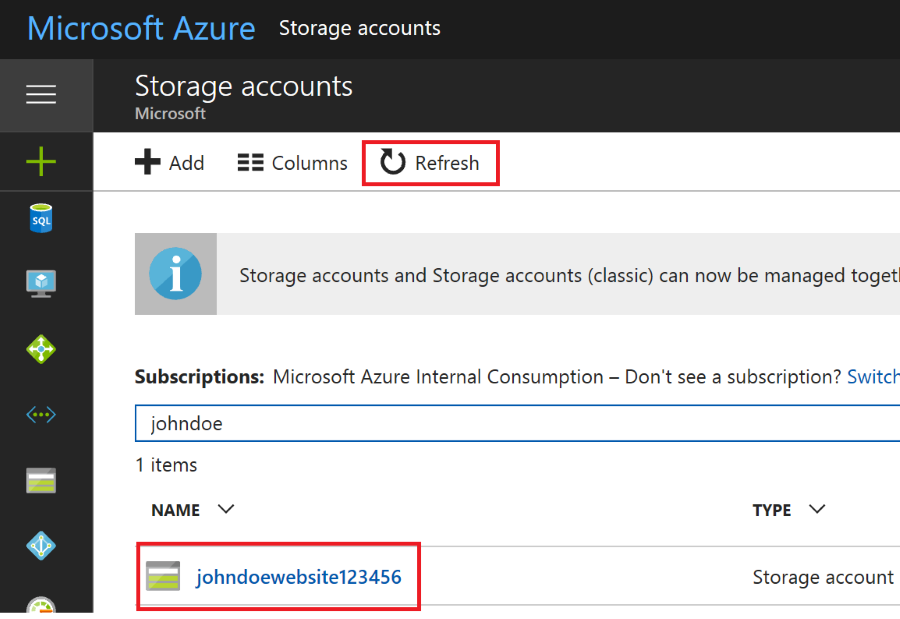 Microsoft Azure Storage accounts
Storage accounts
Microsoft
Add Columns Refresh
SQL
Storage accounts and Storage accounts (classic) can now be managed togeth
Subscriptions: Microsoft Azure Internal Consumption – Don't see a subscription? Switch
johndoe
1 items
NAME TYPE
johndoewebsite123456 Storage account